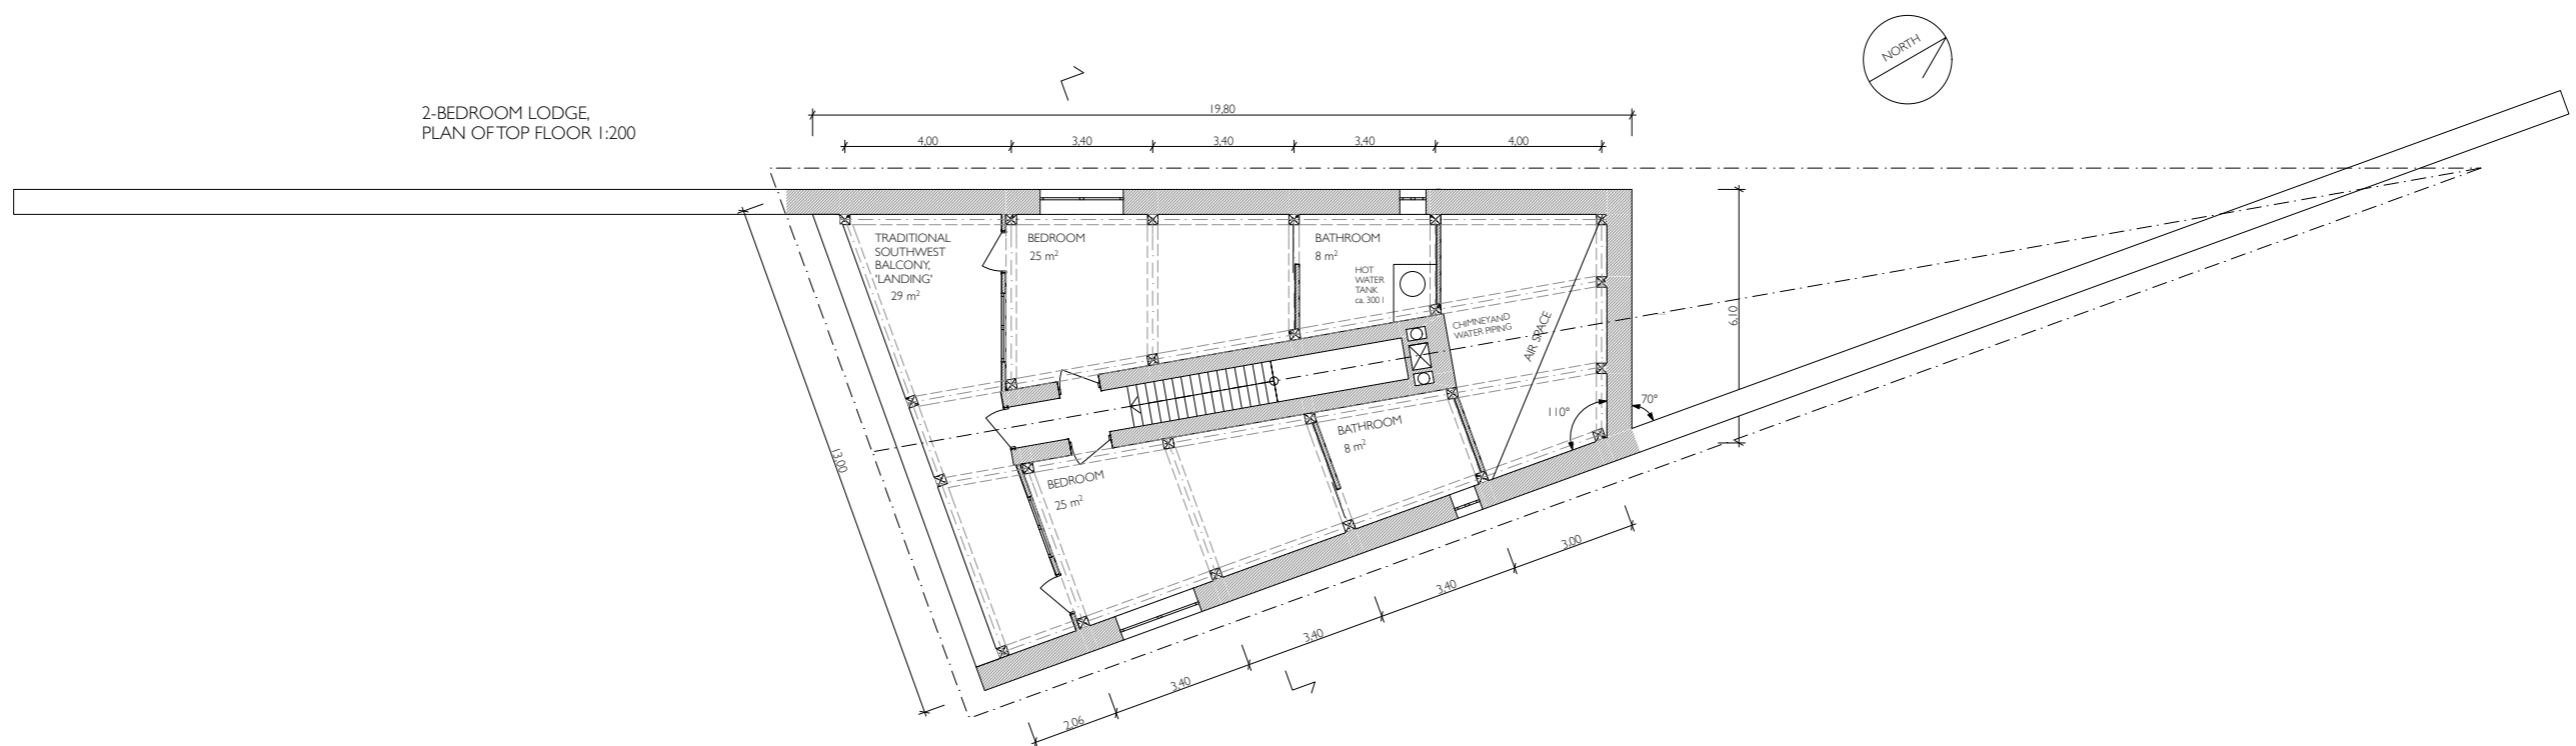 NORTH
2-BEDROOM LODGE,
PLAN OF TOP FLOOR 1:200
19,80
4,00
3,40
3,40
3,40
4,00
TRADITIONAL
SOUTHWEST
BALCONY,
'LANDING'
29 m²
BEDROOM
25 m²
BATHROOM
8 m²
HOT
WATER
TANK
ca. 300 l
CHIMNEY AND
WATER PIPING
AIR SPACE
6,10
110°
70°
13,00
BEDROOM
25 m²
BATHROOM
8 m²
2,06
3,40
3,40
3,40
3,00